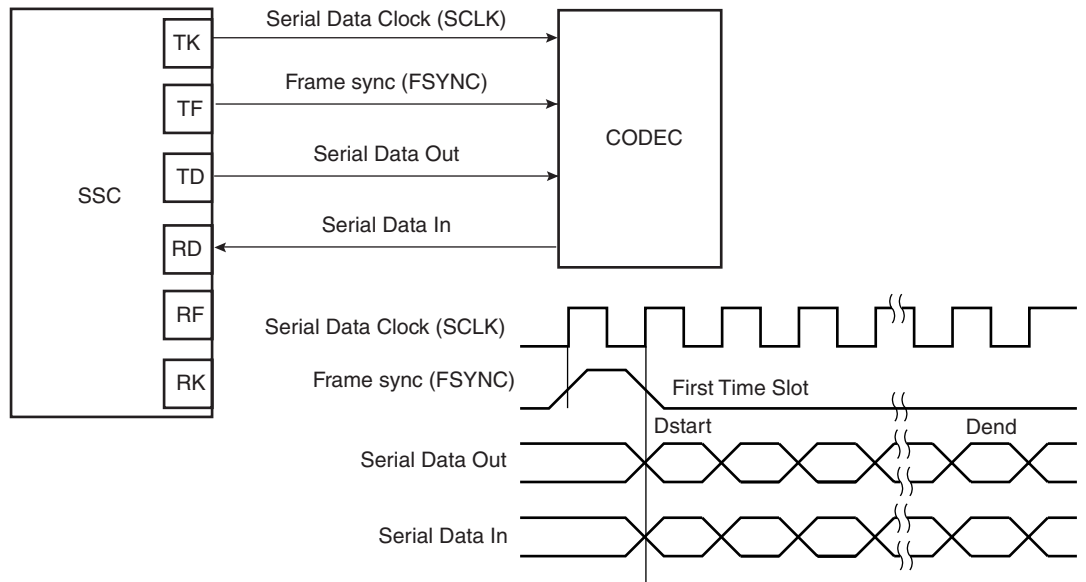 Serial Data Clock (SCLK)
TK
Frame sync (FSYNC)
TF
CODEC
Serial Data Out
TD
SSC
Serial Data In
RD
RF
Serial Data Clock (SCLK)
RK
Frame sync (FSYNC)
First Time Slot
Dstart
Dend
Serial Data Out
Serial Data In